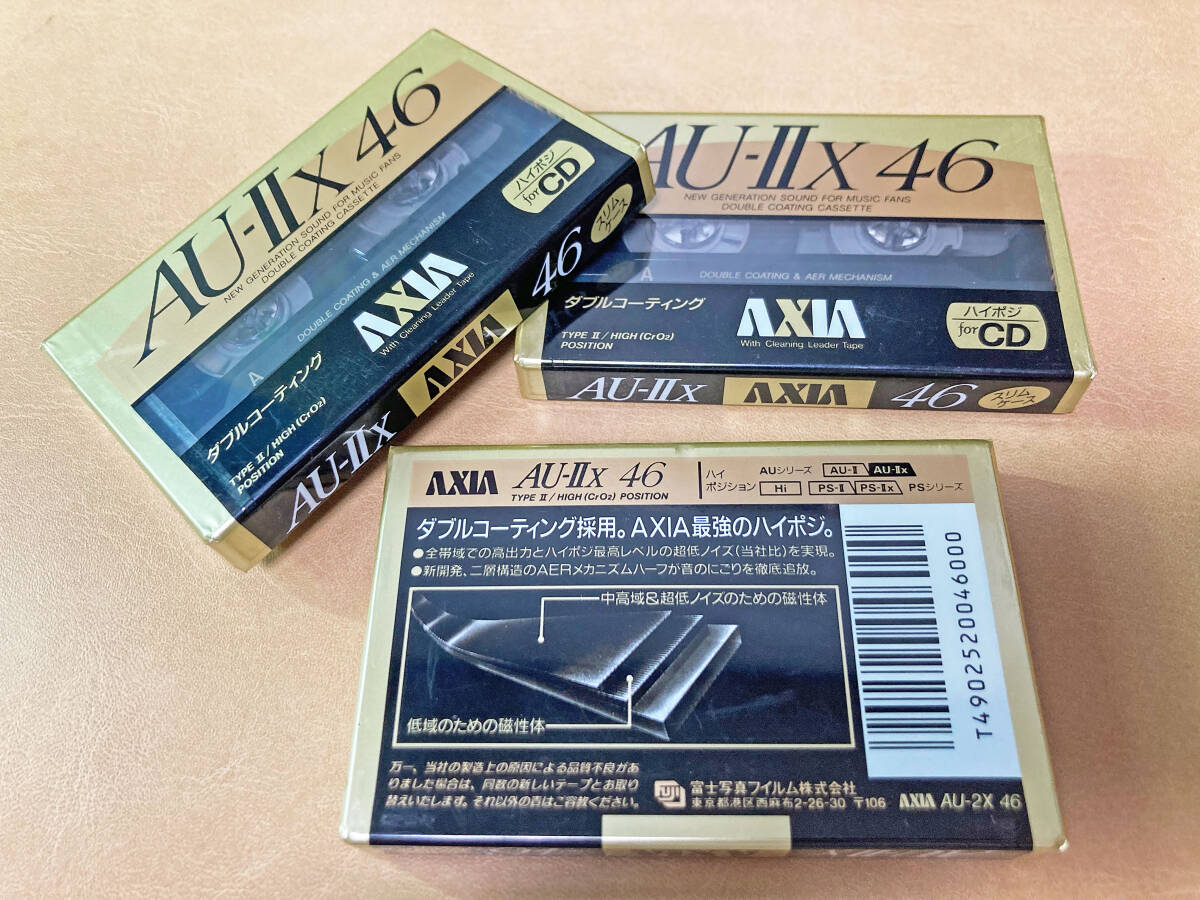 AU-IIx 46
NEW GENERATION SOUND FOR MUSIC FANS
DOUBLE COATING CASSETTE
A
DOUBLE COATING & AER MECHANISM
ダブルコーティング
TYPE II/HIGH (CrO₂)
POSITION
AXIA
With Cleaning Leader Tape
ハイポジ
for CD
AU-IIx
AXIA
46
スリム
ケース
AU-IIx 46
NEW GENERATION SOUND FOR MUSIC FANS
DOUBLE COATING CASSETTE
A
DOUBLE COATING & AER MECHANISM
ダブルコーティング
TYPE II/HIGH (CrO₂)
POSITION
AXIA
With Cleaning Leader Tape
ハイポジ
for CD
AU-IIx
AXIA
46
スリム
ケース
AXIA AU-IIx 46
TYPE II/HIGH (CrO₂) POSITION
ハイ AUシリーズ AU-II AU-IIx
ポジション Hi PS-II PS-IIx PSシリーズ
ダブルコーティング採用。AXIA最強のハイポジ。
●全帯域での高出力とハイポジ最高レベルの超低ノイズ(当社比)を実現。
●新開発、二層構造のAERメカニズムハーフが音のにごりを徹底追放。
中高域&超低ノイズのための磁性体
低域のための磁性体
T4902520046000
万一、当社の製造上の原因による品質不良があ
りました場合は、同数の新しいテープとお取り
替えいたします。それ以外の責はご容赦ください。
FUJI 富士写真フイルム株式会社
東京都港区西麻布2-26-30 〒106
AXIA AU-2X 46